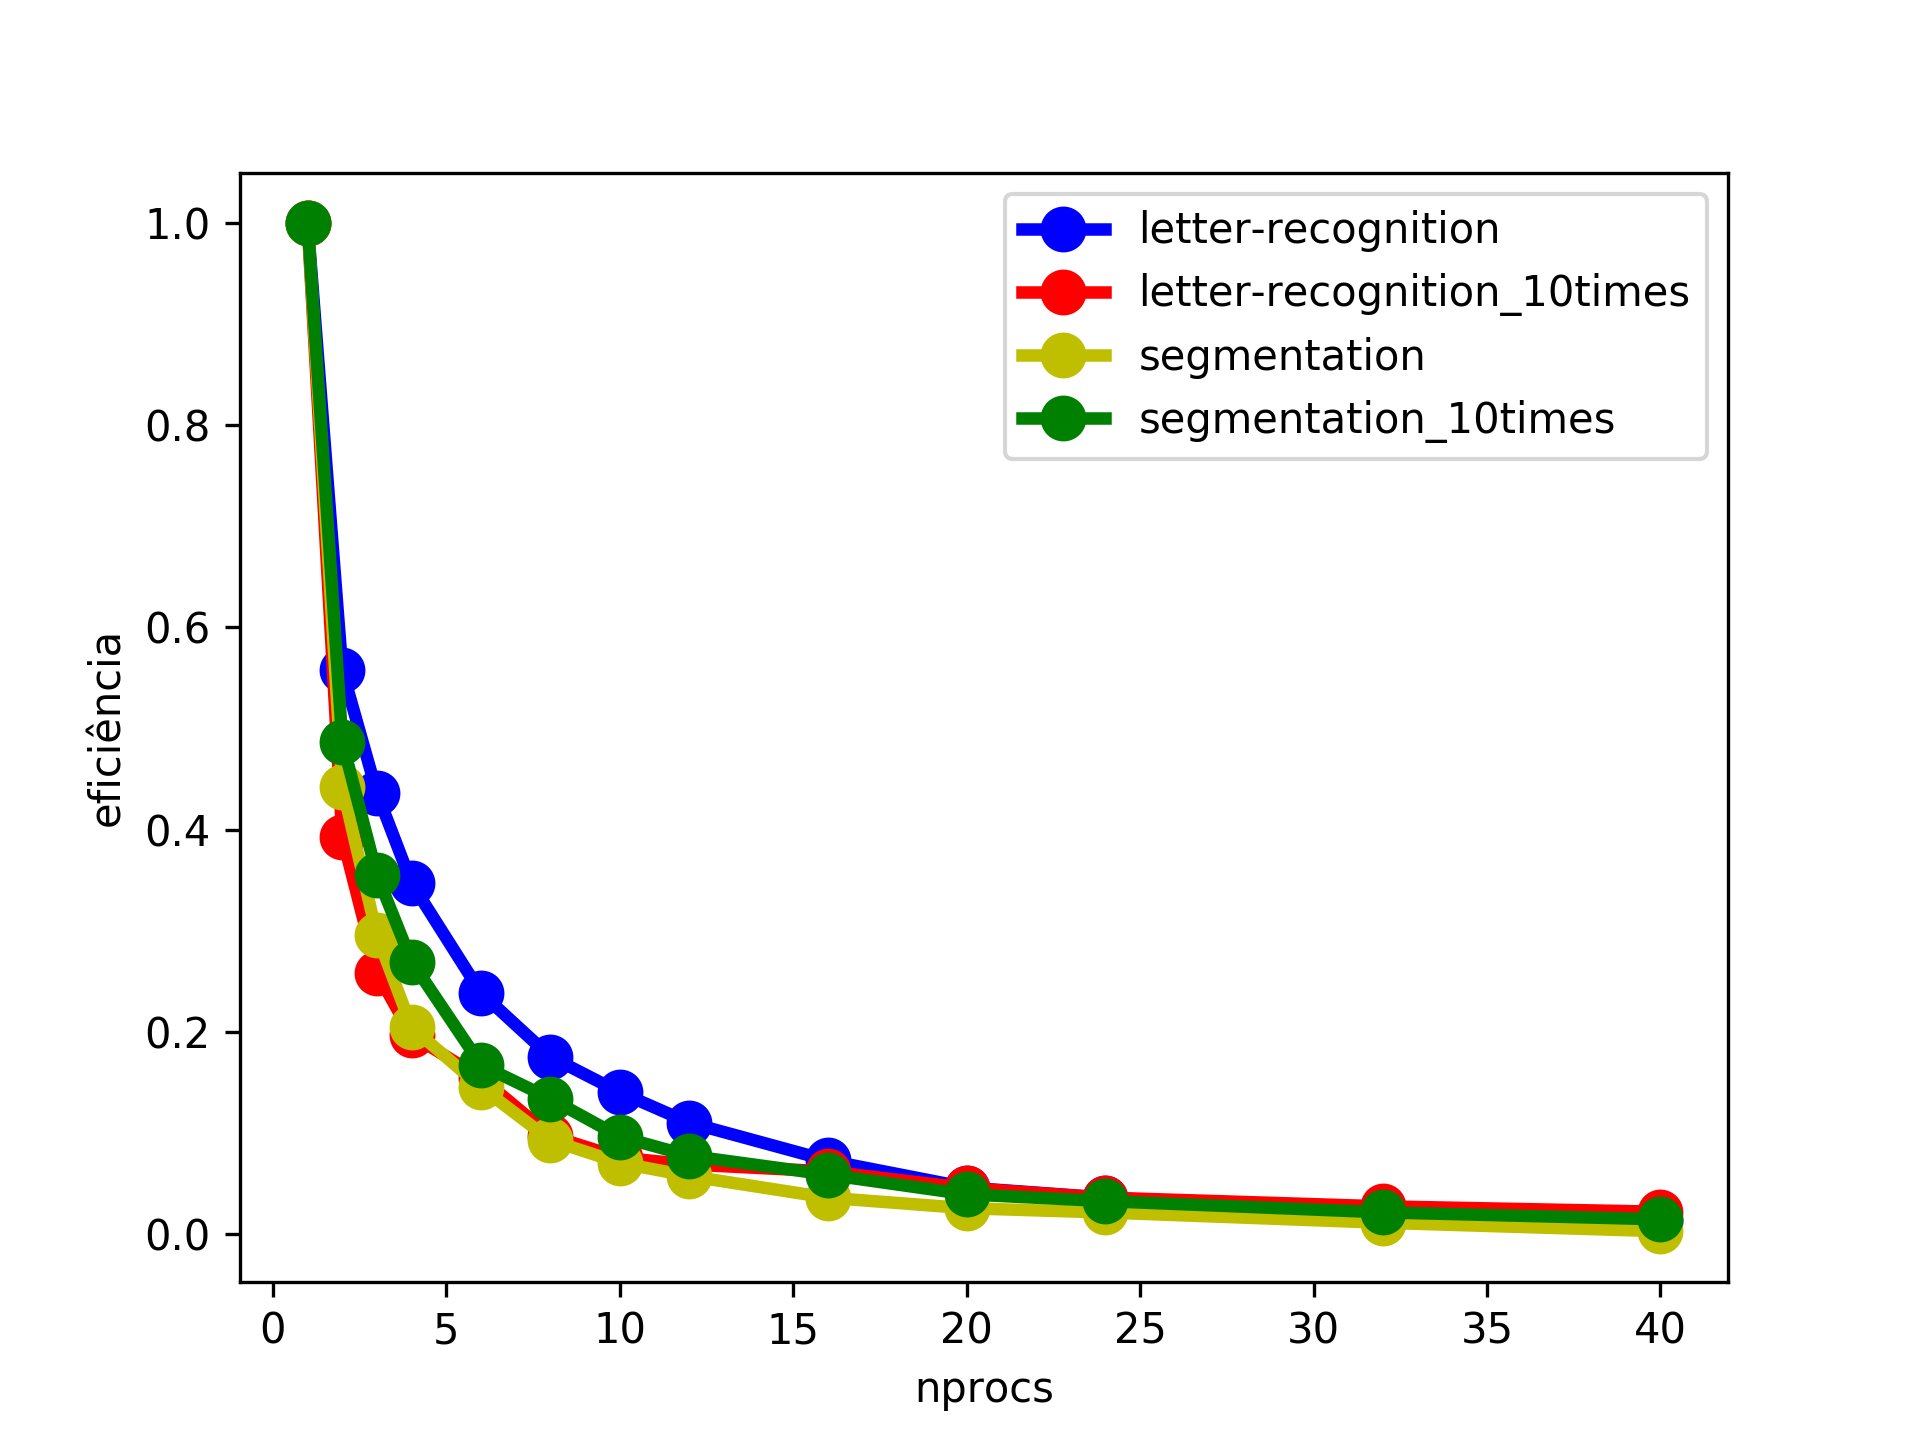 letter-recognition
letter-recognition_10times
segmentation
segmentation_10times
1.0
0.8
0.6
0.4
0.2
0.0
eficiência
0 5 10 15 20 25 30 35 40
nprocs